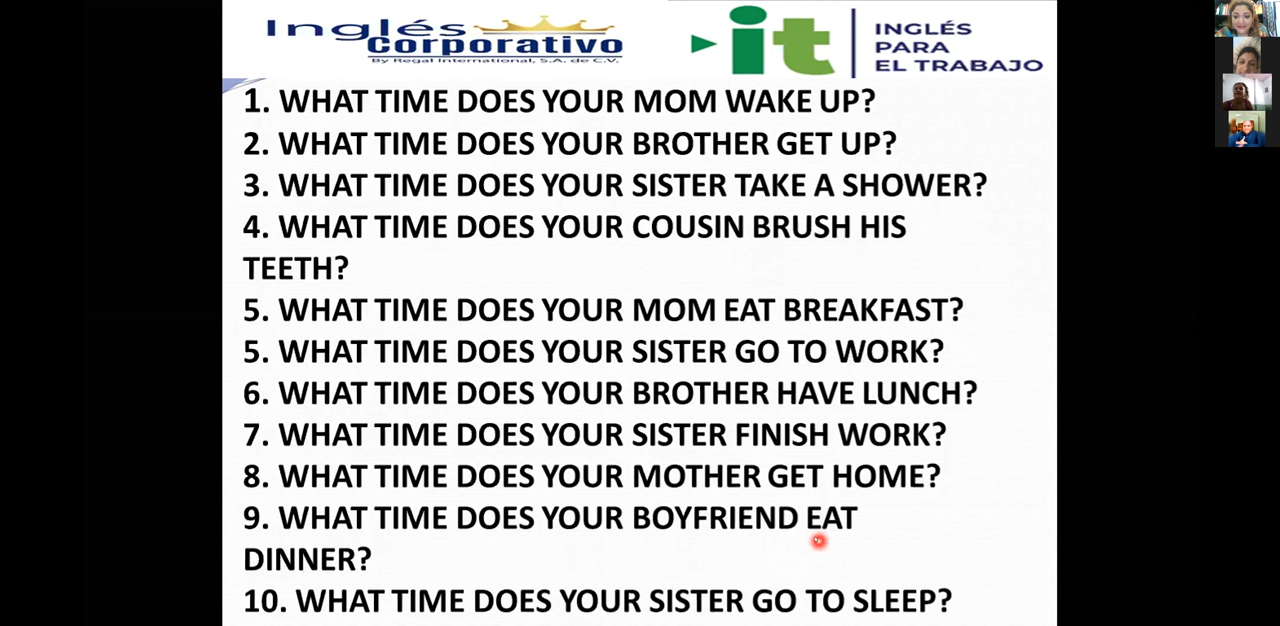 Inglés
Corporativo
By Regal International, S.A. de C.V.
it
INGLÉS
PARA
EL TRABAJO
1. WHAT TIME DOES YOUR MOM WAKE UP?
2. WHAT TIME DOES YOUR BROTHER GET UP?
3. WHAT TIME DOES YOUR SISTER TAKE A SHOWER?
4. WHAT TIME DOES YOUR COUSIN BRUSH HIS
TEETH?
5. WHAT TIME DOES YOUR MOM EAT BREAKFAST?
5. WHAT TIME DOES YOUR SISTER GO TO WORK?
6. WHAT TIME DOES YOUR BROTHER HAVE LUNCH?
7. WHAT TIME DOES YOUR SISTER FINISH WORK?
8. WHAT TIME DOES YOUR MOTHER GET HOME?
9. WHAT TIME DOES YOUR BOYFRIEND EAT
DINNER?
10. WHAT TIME DOES YOUR SISTER GO TO SLEEP?